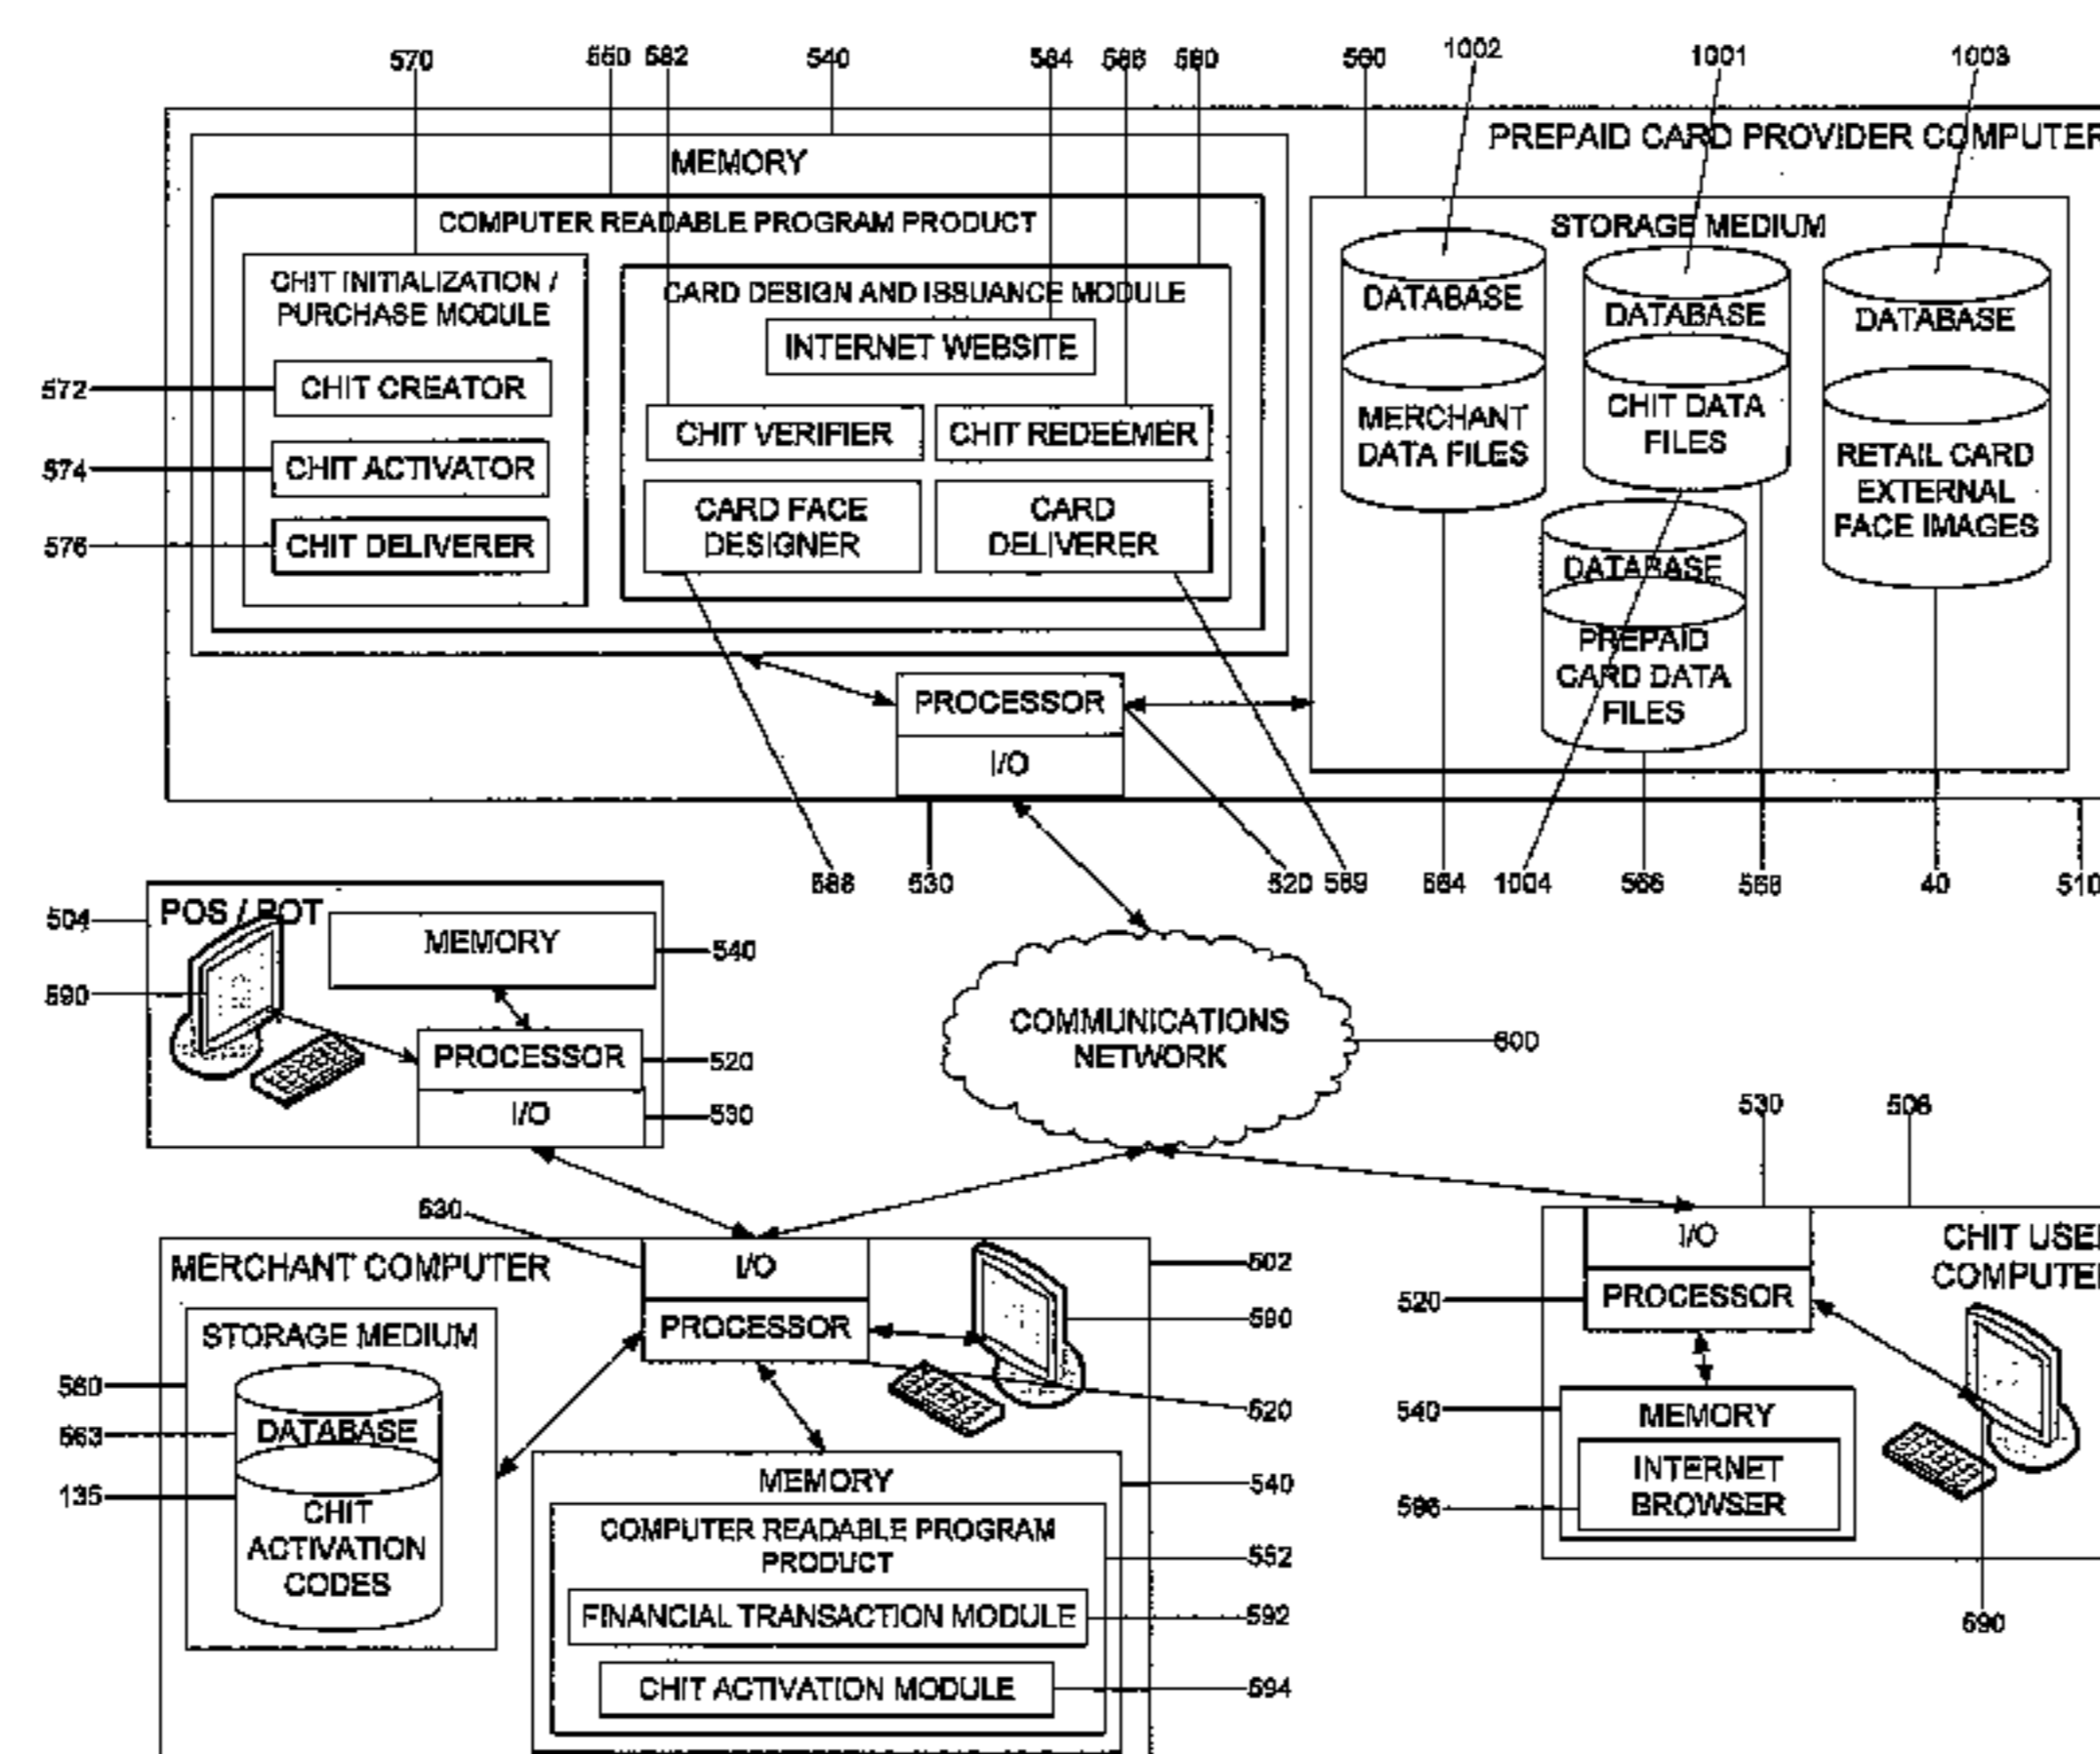 570 550 582 540 584 586 580 560 1002 1001 1003
PREPAID CARD PROVIDER COMPUTER
MEMORY
COMPUTER READABLE PROGRAM PRODUCT
CHIT INITIALIZATION /
PURCHASE MODULE
572 CHIT CREATOR
574 CHIT ACTIVATOR
576 CHIT DELIVERER
CARD DESIGN AND ISSUANCE MODULE
INTERNET WEBSITE
CHIT VERIFIER
CHIT REDEEMER
CARD FACE
DESIGNER
CARD
DELIVERER
STORAGE MEDIUM
DATABASE
MERCHANT
DATA FILES
DATABASE
CHIT DATA
FILES
DATABASE
RETAIL CARD
EXTERNAL
FACE IMAGES
DATABASE
PREPAID
CARD DATA
FILES
PROCESSOR
I/O
588 530 520 589 564 1004 566 568 40 510
504
POS / POT
MEMORY
540
590
PROCESSOR
520
I/O
530
COMMUNICATIONS
NETWORK
600
530
MERCHANT COMPUTER
I/O
502
PROCESSOR
590
520
STORAGE MEDIUM
560
563
DATABASE
135
CHIT
ACTIVATION
CODES
MEMORY
540
COMPUTER READABLE PROGRAM
PRODUCT
552
FINANCIAL TRANSACTION MODULE
592
CHIT ACTIVATION MODULE
594
530 506
I/O
CHIT USER
COMPUTER
520
PROCESSOR
540
MEMORY
INTERNET
BROWSER
596
590